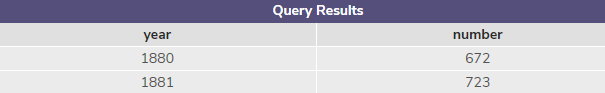 Query Results
year number
1880 672
1881 723